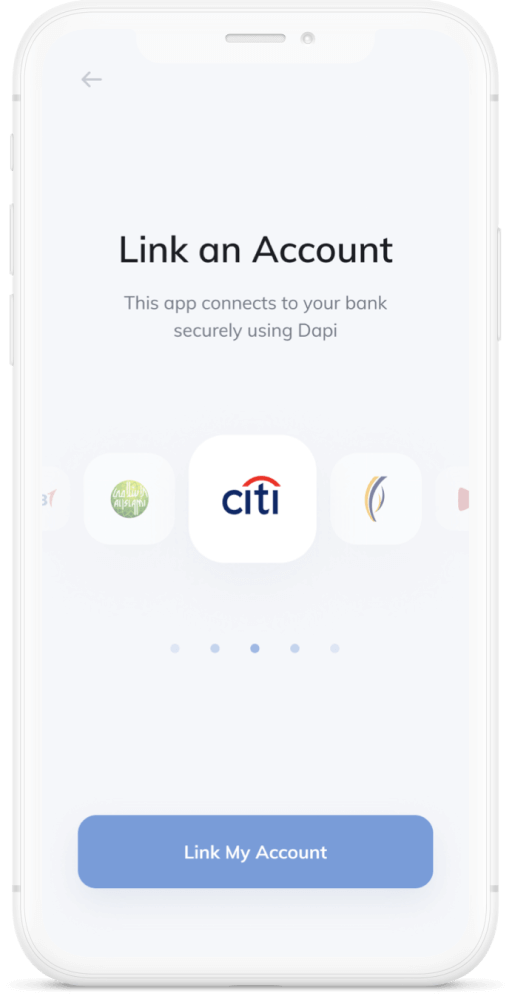 Link an Account
This app connects to your bank
securely using Dapi
citi
Link My Account